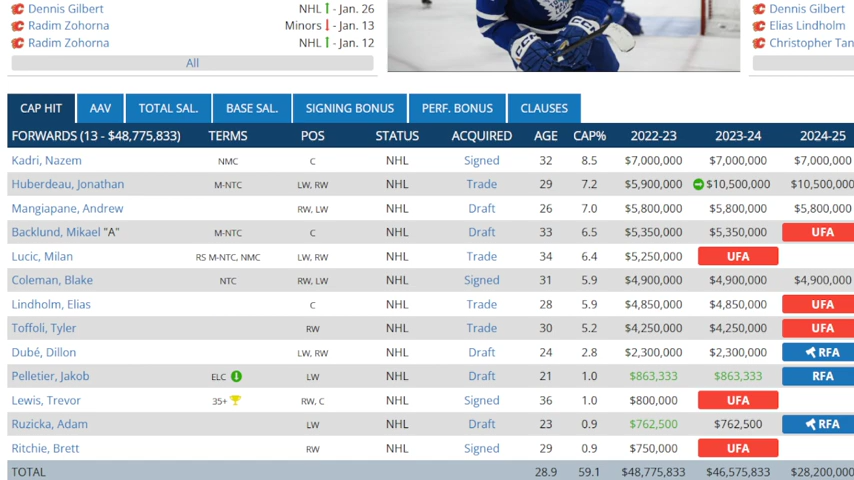 Dennis Gilbert NHL - Jan. 26 Dennis Gilbert
Radim Zohorna Minors - Jan. 13 Elias Lindholm
Radim Zohorna NHL - Jan. 12 Christopher Tan
All
CAP HIT AAV TOTAL SAL. BASE SAL. SIGNING BONUS PERF. BONUS CLAUSES
FORWARDS (13 - $48,775,833) TERMS POS STATUS ACQUIRED AGE CAP% 2022-23 2023-24 2024-25
Kadri, Nazem NMC C NHL Signed 32 8.5 $7,000,000 $7,000,000 $7,000,000
Huberdeau, Jonathan M-NTC LW, RW NHL Trade 29 7.2 $5,900,000 $10,500,000 $10,500,000
Mangiapane, Andrew RW, LW NHL Draft 26 7.0 $5,800,000 $5,800,000 $5,800,000
Backlund, Mikael "A" M-NTC C NHL Draft 33 6.5 $5,350,000 $5,350,000 UFA
Lucic, Milan RS M-NTC, NMC LW, RW NHL Trade 34 6.4 $5,250,000 UFA
Coleman, Blake NTC RW, LW NHL Signed 31 5.9 $4,900,000 $4,900,000 $4,900,000
Lindholm, Elias C NHL Trade 28 5.9 $4,850,000 $4,850,000 UFA
Toffoli, Tyler RW NHL Trade 30 5.2 $4,250,000 $4,250,000 UFA
Dubé, Dillon LW, RW NHL Draft 24 2.8 $2,300,000 $2,300,000 RFA
Pelletier, Jakob ELC LW NHL Draft 21 1.0 $863,333 $863,333 RFA
Lewis, Trevor 35+ RW, C NHL Signed 36 1.0 $800,000 UFA
Ruzicka, Adam LW NHL Draft 23 0.9 $762,500 $762,500 RFA
Ritchie, Brett RW NHL Signed 29 0.9 $750,000 UFA
TOTAL 28.9 59.1 $48,775,833 $46,575,833 $28,200,000